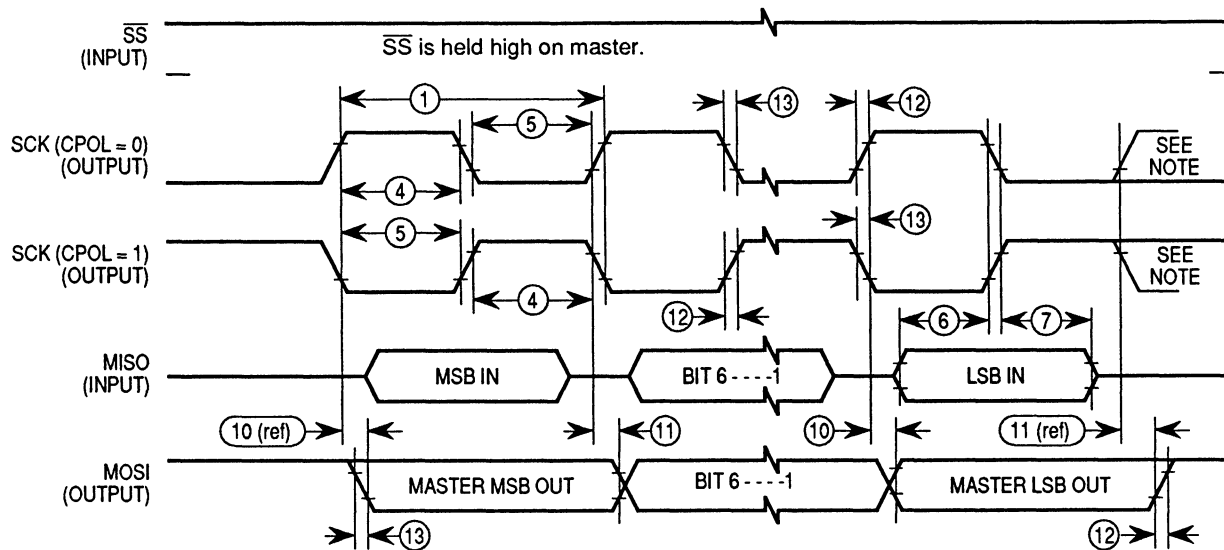 SS
(INPUT)
SS is held high on master.
1
5
13
12
SCK (CPOL = 0)
(OUTPUT)
SEE
NOTE
4
5
13
SCK (CPOL = 1)
(OUTPUT)
SEE
NOTE
4
12
6
7
MISO
(INPUT)
MSB IN
BIT 6 - - - - 1
LSB IN
10 (ref)
11
10
11 (ref)
MOSI
(OUTPUT)
MASTER MSB OUT
BIT 6 - - - - 1
MASTER LSB OUT
13
12